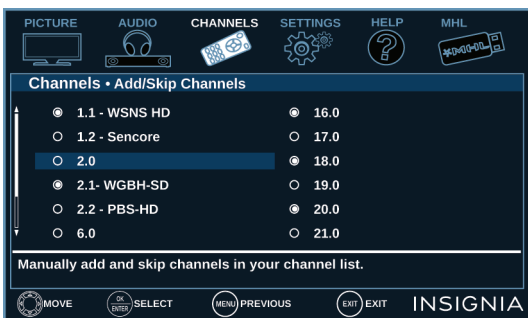 PICTURE AUDIO CHANNELS SETTINGS HELP MHL
MHL
Channels • Add/Skip Channels
1.1 - WSNS HD
1.2 - Sencore
2.0
2.1- WGBH-SD
2.2 - PBS-HD
6.0
16.0
17.0
18.0
19.0
20.0
21.0
Manually add and skip channels in your channel list.
MOVE OK ENTER SELECT MENU PREVIOUS EXIT EXIT INSIGNIA